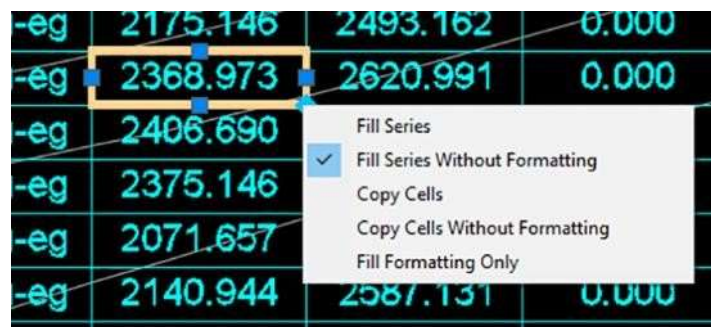 -eg 2175.146 2493.162 0.000
-eg 2368.973 2620.991 0.000
-eg 2406.690
Fill Series
-eg 2375.146
✓ Fill Series Without Formatting
Copy Cells
-eg 2071.657
Copy Cells Without Formatting
Fill Formatting Only
-eg 2140.944 2587.131 0.000